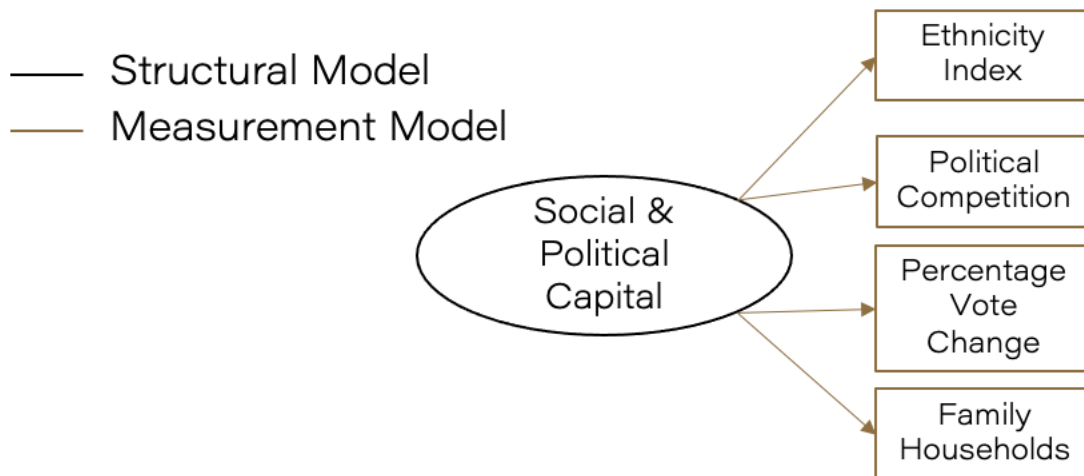 Structural Model
Measurement Model
Social &
Political
Capital
Ethnicity
Index
Political
Competition
Percentage
Vote
Change
Family
Households